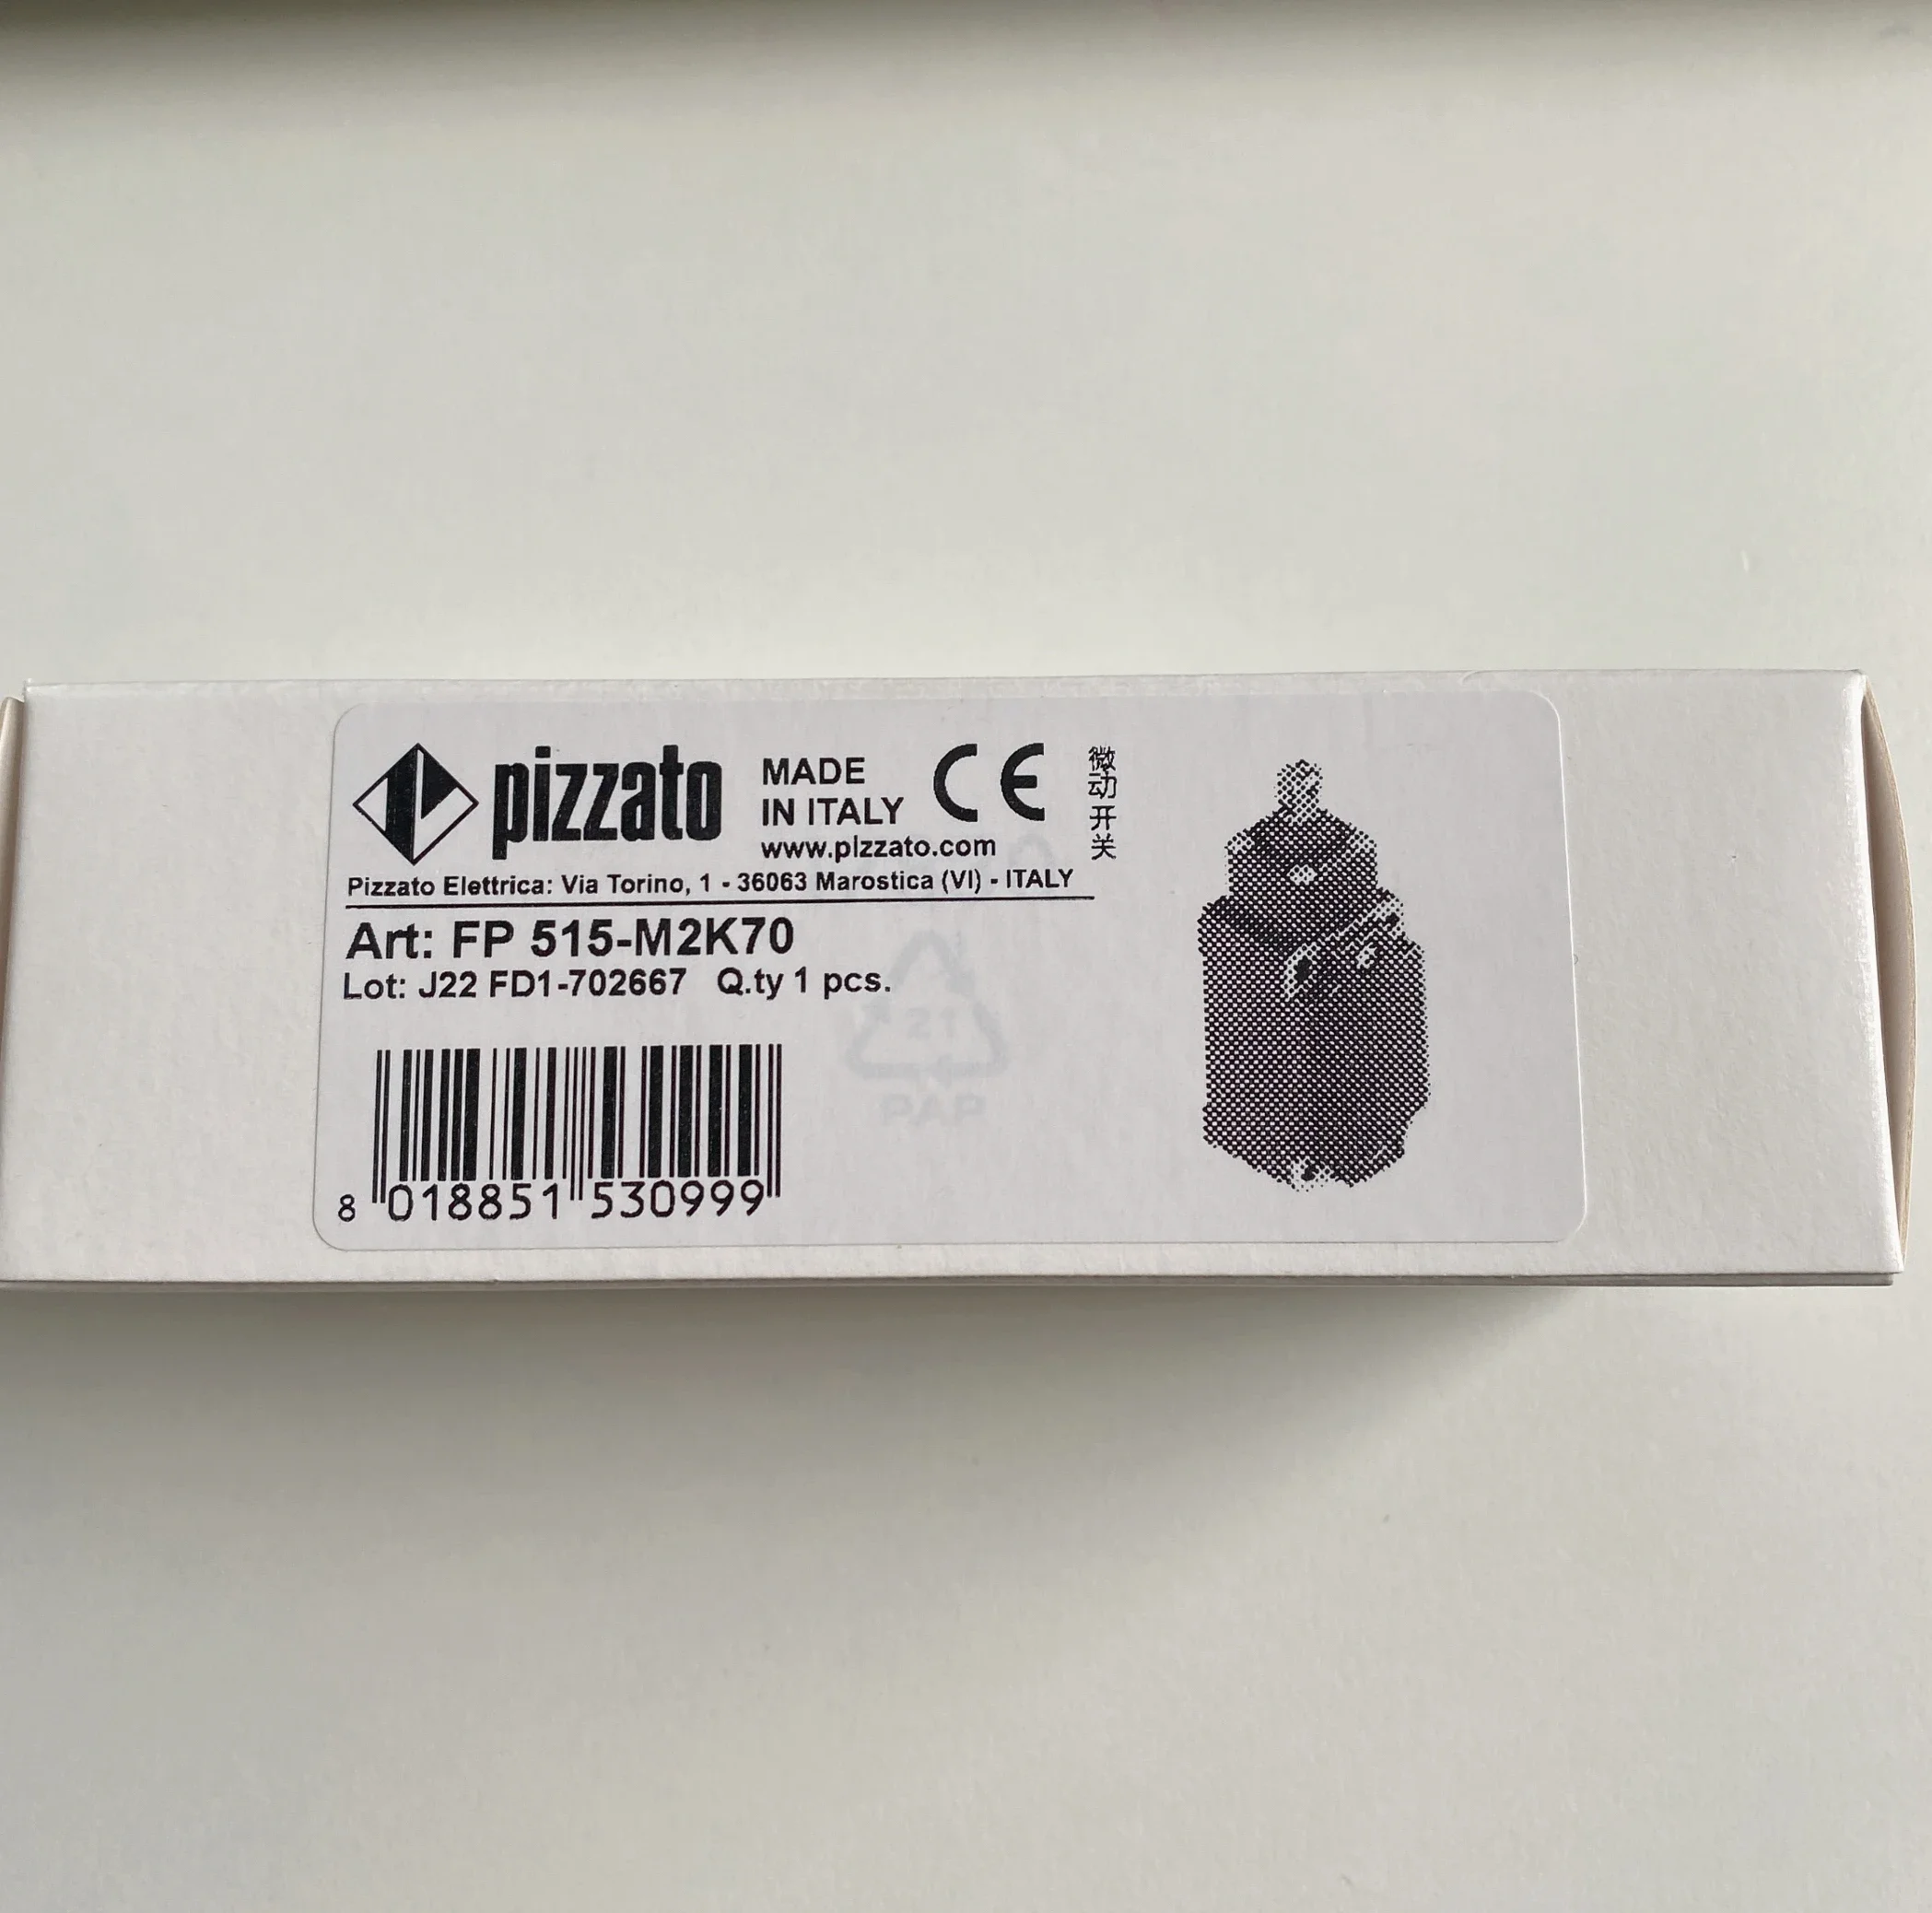 pizzato
MADE
IN ITALY
CE
www.pizzato.com
微动开关
Pizzato Elettrica: Via Torino, 1 - 36063 Marostica (VI) - ITALY
Art: FP 515-M2K70
Lot: J22 FD1-702667 Q.ty 1 pcs.
21
PAP
8 018851 530999